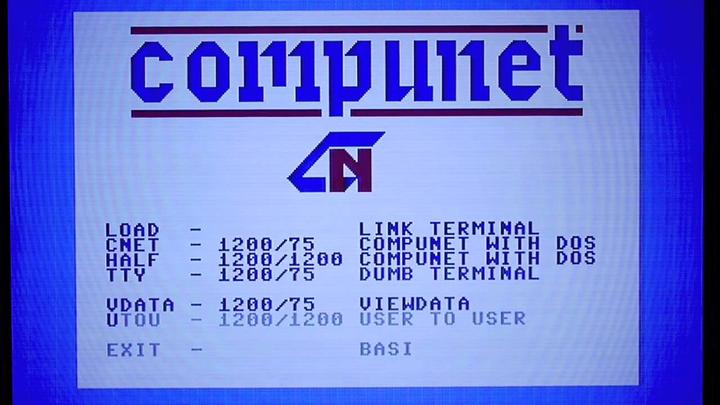 compunet
CN
LOAD - LINK TERMINAL
CNET - 1200/75 COMPUNET WITH DOS
HALF - 1200/1200 COMPUNET WITH DOS
TTY - 1200/75 DUMB TERMINAL
VDATA - 1200/75 VIEWDATA
UTOU - 1200/1200 USER TO USER
EXIT - BASI